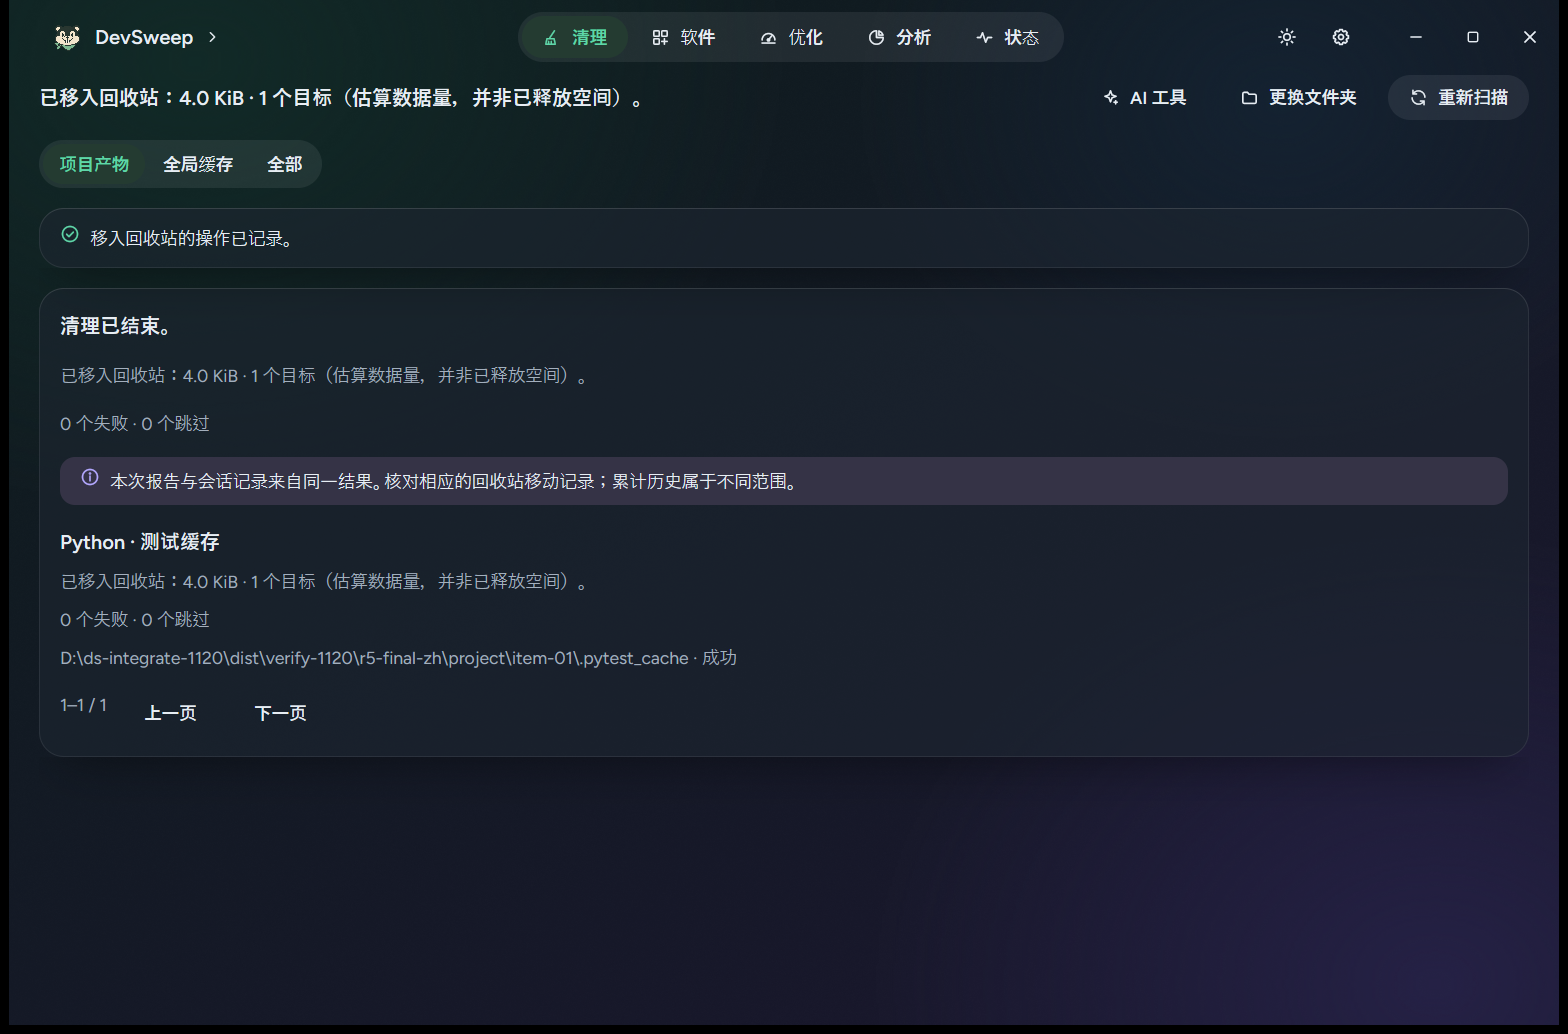 DevSweep
清理 软件 优化 分析 状态
已移入回收站：4.0 KiB · 1 个目标（估算数据量，并非已释放空间）。
AI 工具 更换文件夹 重新扫描
项目产物 全局缓存 全部
移入回收站的操作已记录。
清理已结束。
已移入回收站：4.0 KiB · 1 个目标（估算数据量，并非已释放空间）。
0 个失败 · 0 个跳过
本次报告与会话记录来自同一结果。核对相应的回收站移动记录；累计历史属于不同范围。
Python · 测试缓存
已移入回收站：4.0 KiB · 1 个目标（估算数据量，并非已释放空间）。
0 个失败 · 0 个跳过
D:\ds-integrate-1120\dist\verify-1120\r5-final-zh\project\item-01\.pytest_cache · 成功
1–1 / 1 上一页 下一页